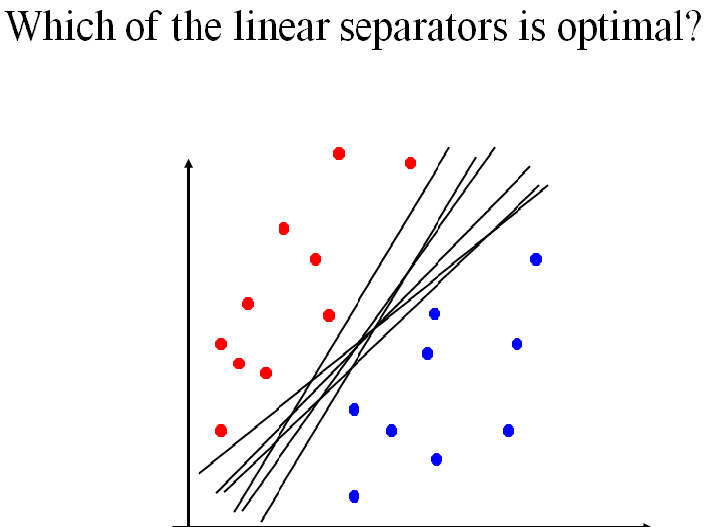 Which of the linear separators is optimal?